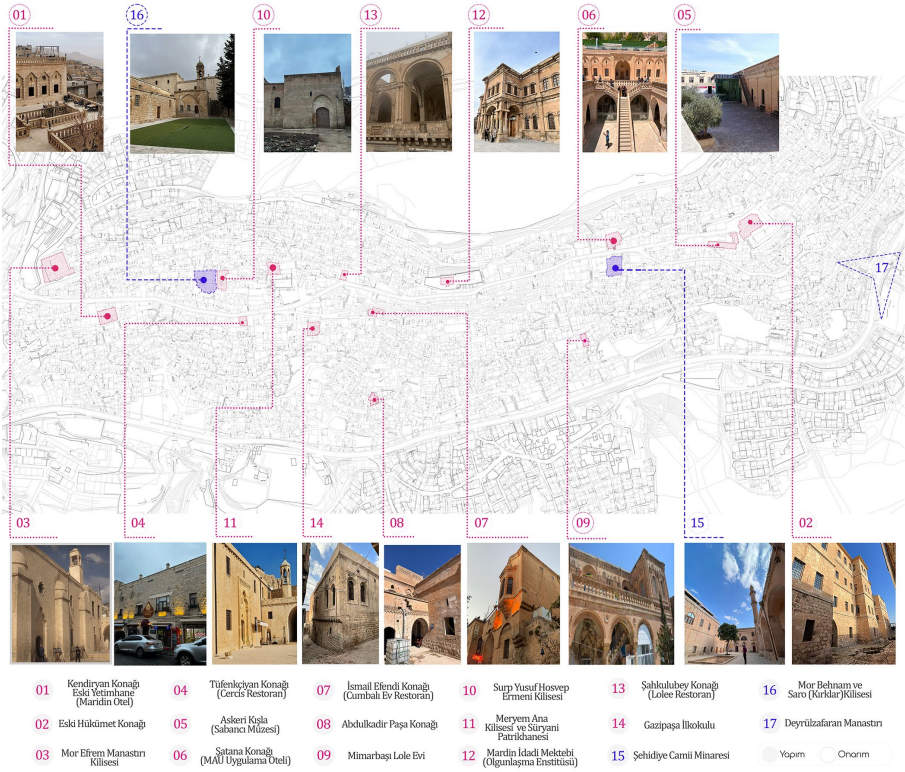 01
16
10
13
12
06
05
17
03
04
11
14
08
07
09
15
02
01 Kendiryan Konağı
Eski Yetimhane
(Maridin Otel)
02 Eski Hükümet Konağı
03 Mor Efrem Manastırı
Kilisesi
04 Tüfenkçiyan Konağı
(Cercis Restoran)
05 Askeri Kışla
(Sabancı Müzesi)
06 Şatana Konağı
(MAU Uygulama Oteli)
07 İsmail Efendi Konağı
(Cumbalı Ev Restoran)
08 Abdulkadir Paşa Konağı
09 Mimarbaşı Lole Evi
10 Surp Yusuf Hosvep
Ermeni Kilisesi
11 Meryem Ana
Kilisesi ve Süryani
Patrikhanesi
12 Mardin İdadi Mektebi
(Olgunlaşma Enstitüsü)
13 Şahkulubey Konağı
(Lolee Restoran)
14 Gazipaşa İlkokulu
15 Şehidiye Camii Minaresi
16 Mor Behnam ve
Saro (Kırklar)Kilisesi
17 Deyrülzafaran Manastırı
Yapım
Onarım